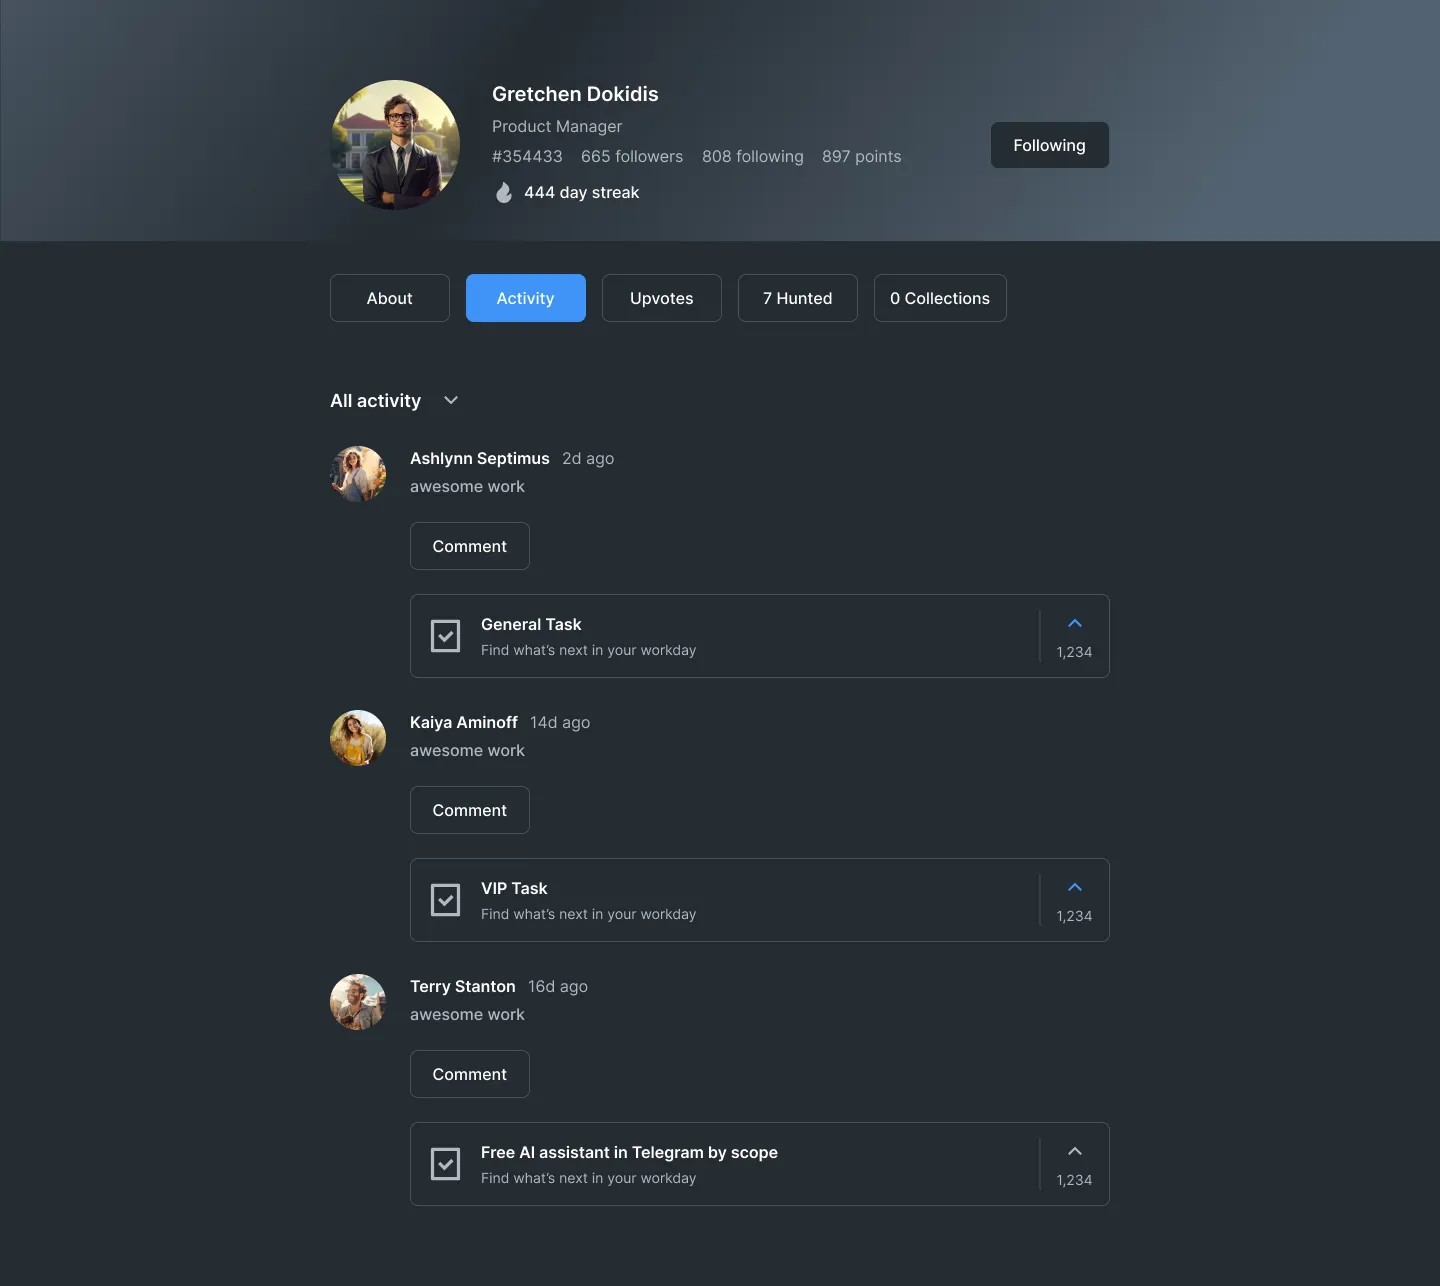 Gretchen Dokidis
Product Manager
#354433 665 followers 808 following 897 points
444 day streak
Following
About Activity Upvotes 7 Hunted 0 Collections
All activity
Ashlynn Septimus 2d ago
awesome work
Comment
General Task
Find what’s next in your workday
1,234
Kaiya Aminoff 14d ago
awesome work
Comment
VIP Task
Find what’s next in your workday
1,234
Terry Stanton 16d ago
awesome work
Comment
Free AI assistant in Telegram by scope
Find what’s next in your workday
1,234